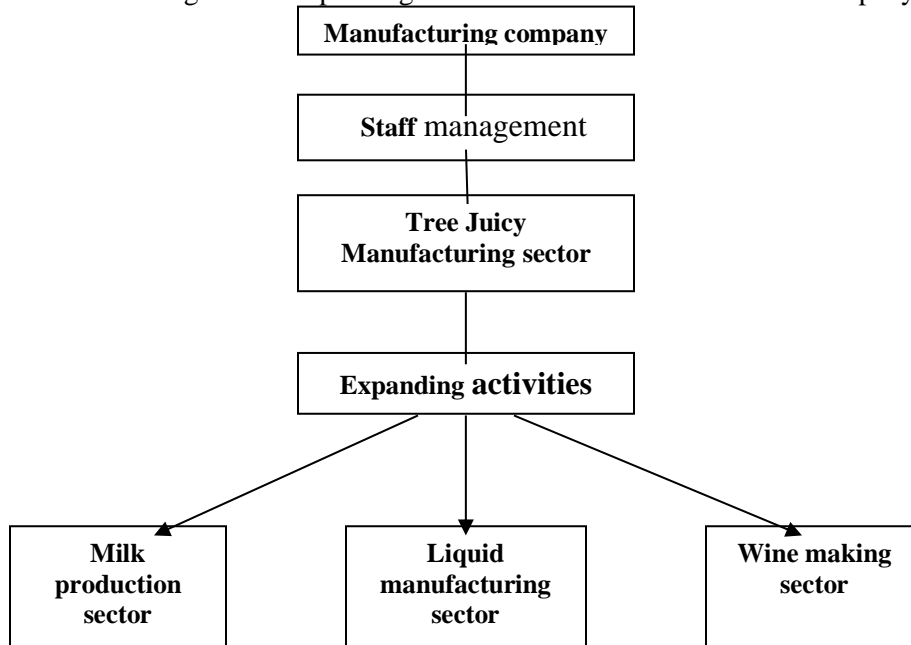 Manufacturing company
Staff management
Tree Juicy
Manufacturing sector
Expanding activities
Milk
production
sector
Liquid
manufacturing
sector
Wine making
sector